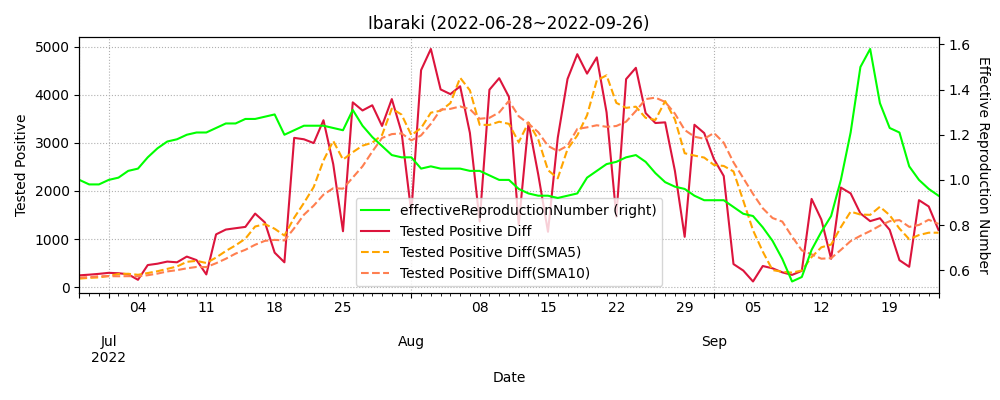 Ibaraki (2022-06-28~2022-09-26)
Tested Positive
5000
4000
3000
2000
1000
0
1.6
1.4
1.2
1.0
0.8
0.6
Effective Reproduction Number
effectiveReproductionNumber (right)
Tested Positive Diff
Tested Positive Diff(SMA5)
Tested Positive Diff(SMA10)
04 11 18 25 08 15 22 29 05 12 19
Jul Aug Sep
2022
Date